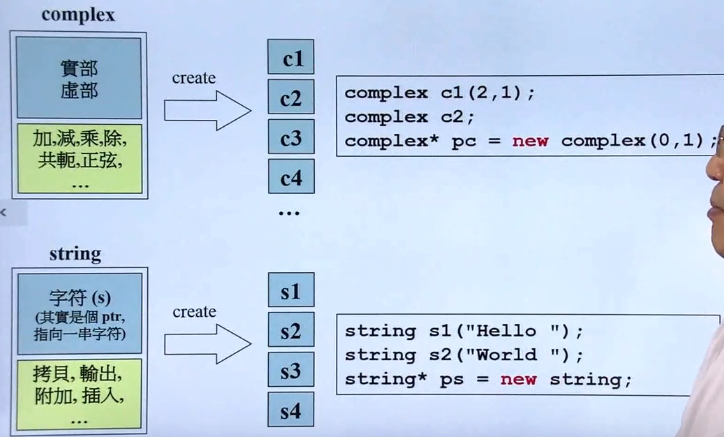 complex
實部
虛部
加,減,乘,除,
共軛,正弦,
...
create
c1
c2
c3
c4
...
complex c1(2,1);
complex c2;
complex* pc = new complex(0,1);
string
字符 (s)
(其實是個 ptr,
指向一串字符)
拷貝, 輸出,
附加, 插入,
...
create
s1
s2
s3
s4
string s1("Hello ");
string s2("World ");
string* ps = new string;